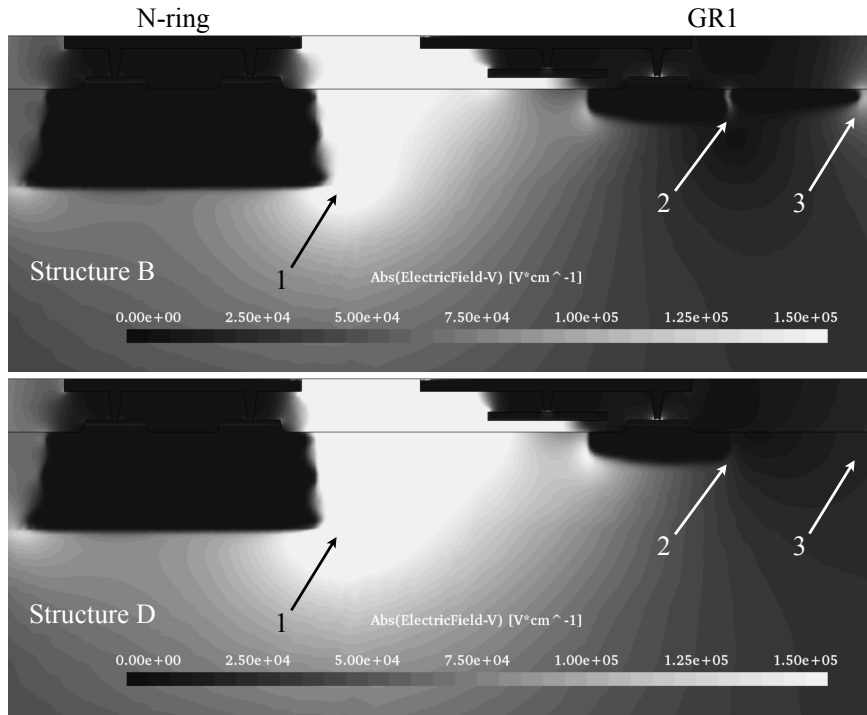 N-ring GR1
2 3
1
Structure B
Abs(ElectricField-V) [V*cm^-1]
0.00e+00 2.50e+04 5.00e+04 7.50e+04 1.00e+05 1.25e+05 1.50e+05
2 3
1
Structure D
Abs(ElectricField-V) [V*cm^-1]
0.00e+00 2.50e+04 5.00e+04 7.50e+04 1.00e+05 1.25e+05 1.50e+05